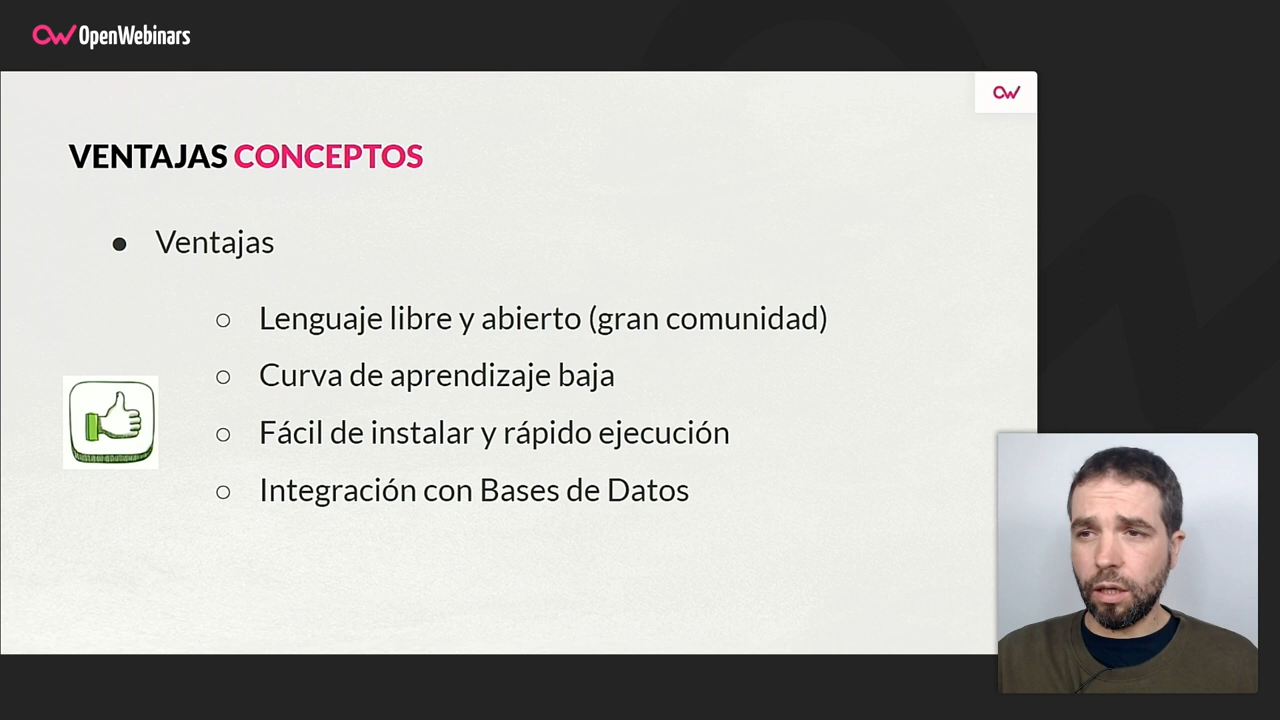 OpenWebinars
VENTAJAS CONCEPTOS
● Ventajas
○ Lenguaje libre y abierto (gran comunidad)
○ Curva de aprendizaje baja
○ Fácil de instalar y rápido ejecución
○ Integración con Bases de Datos